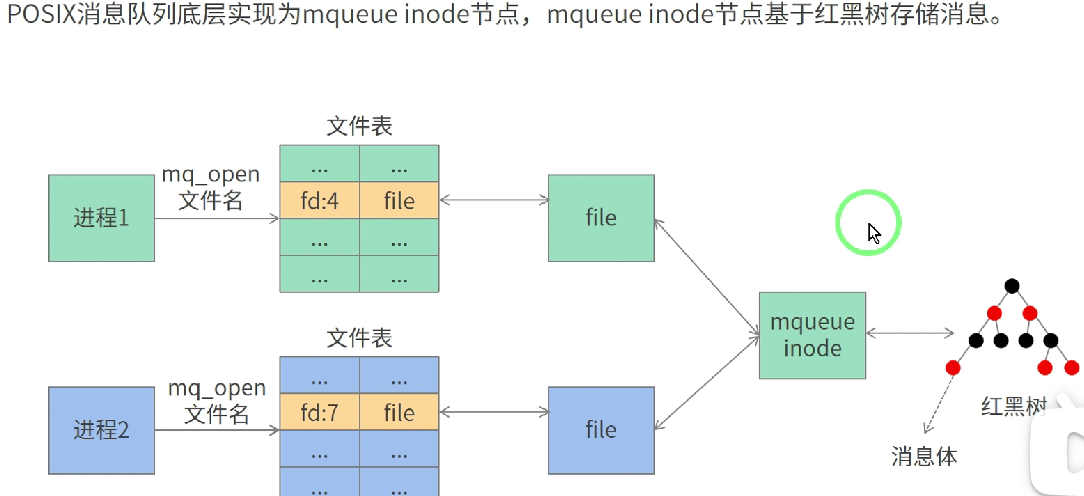 POSIX消息队列底层实现为mqueue inode节点，mqueue inode节点基于红黑树存储消息。
文件表
... ...
mq_open
文件名
进程1
fd:4 file
file
... ...
... ...
mqueue
inode
文件表
... ...
mq_open
文件名
进程2
fd:7 file
file
... ...
... ...
红黑树
消息体